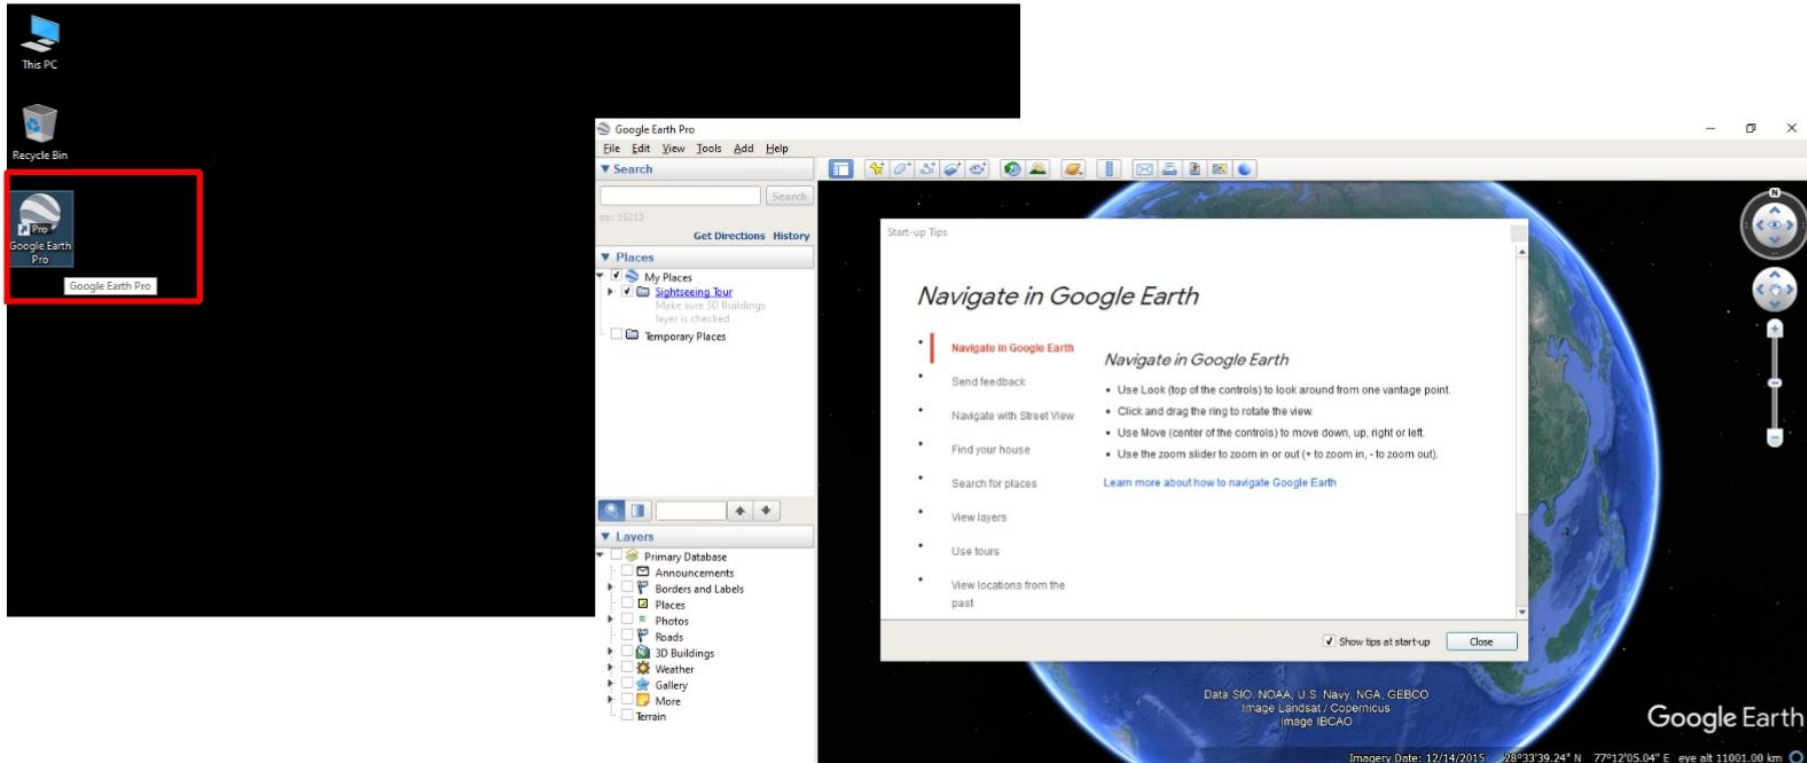 This PC
Recycle Bin
Pro
Google Earth
Pro
Google Earth Pro
Google Earth Pro
File Edit View Tools Add Help
Search
Search
ex: 15213
Get Directions History
Places
My Places
Sightseeing Tour
Make sure 3D Buildings
layer is checked
Temporary Places
Layers
Primary Database
Announcements
Borders and Labels
Places
Photos
Roads
3D Buildings
Weather
Gallery
More
Terrain
N
Start-up Tips
Navigate in Google Earth
Navigate in Google Earth
Send feedback
Navigate with Street View
Find your house
Search for places
View layers
Use tours
View locations from the
past
Navigate in Google Earth
• Use Look (top of the controls) to look around from one vantage point.
• Click and drag the ring to rotate the view.
• Use Move (center of the controls) to move down, up, right or left.
• Use the zoom slider to zoom in or out (+ to zoom in, - to zoom out).
Learn more about how to navigate Google Earth
Show tips at start-up
Close
Data SIO, NOAA, U.S. Navy, NGA, GEBCO
Image Landsat / Copernicus
Image IBCAO
Google Earth
Imagery Date: 12/14/2015 28°33'39.24" N 77°12'05.04" E eye alt 11001.00 km